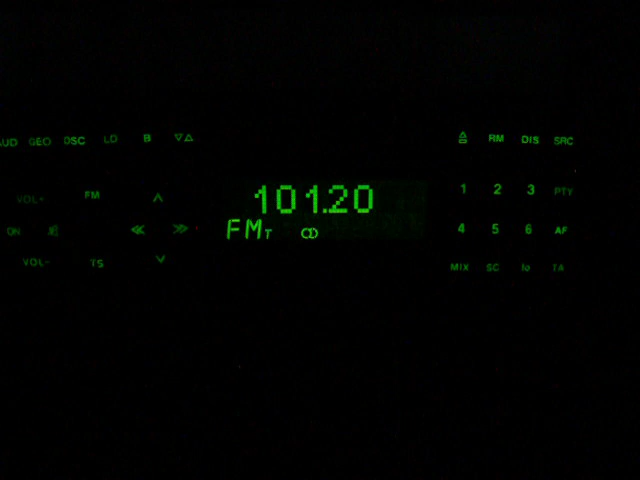 AUD GEO DSC LD B
RM DIS SRC
VOL+ FM
101.20
1 2 3 PTY
ON
FMT
4 5 6 AF
VOL- TS
MIX SC lo TA